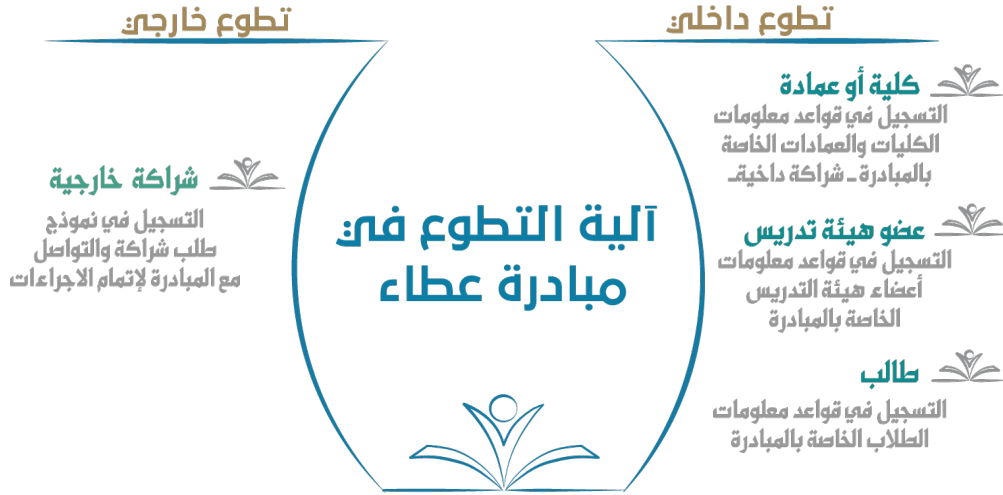 تطوع داخلي
كلية أو عمادة
التسجيل في قواعد معلومات
الكليات والعمادات الخاصة
بالمبادرة ـ شراكة داخيةـ
عضو هيئة تدريس
التسجيل في قواعد معلومات
أعضاء هيئة التدريس
الخاصة بالمبادرة
طالب
التسجيل في قواعد معلومات
الطلاب الخاصة بالمبادرة
آلية التطوع في
مبادرة عطاء
تطوع خارجي
شراكة خارجية
التسجيل في نموذج
طلب شراكة والتواصل
مع المبادرة لإتمام الاجراءات